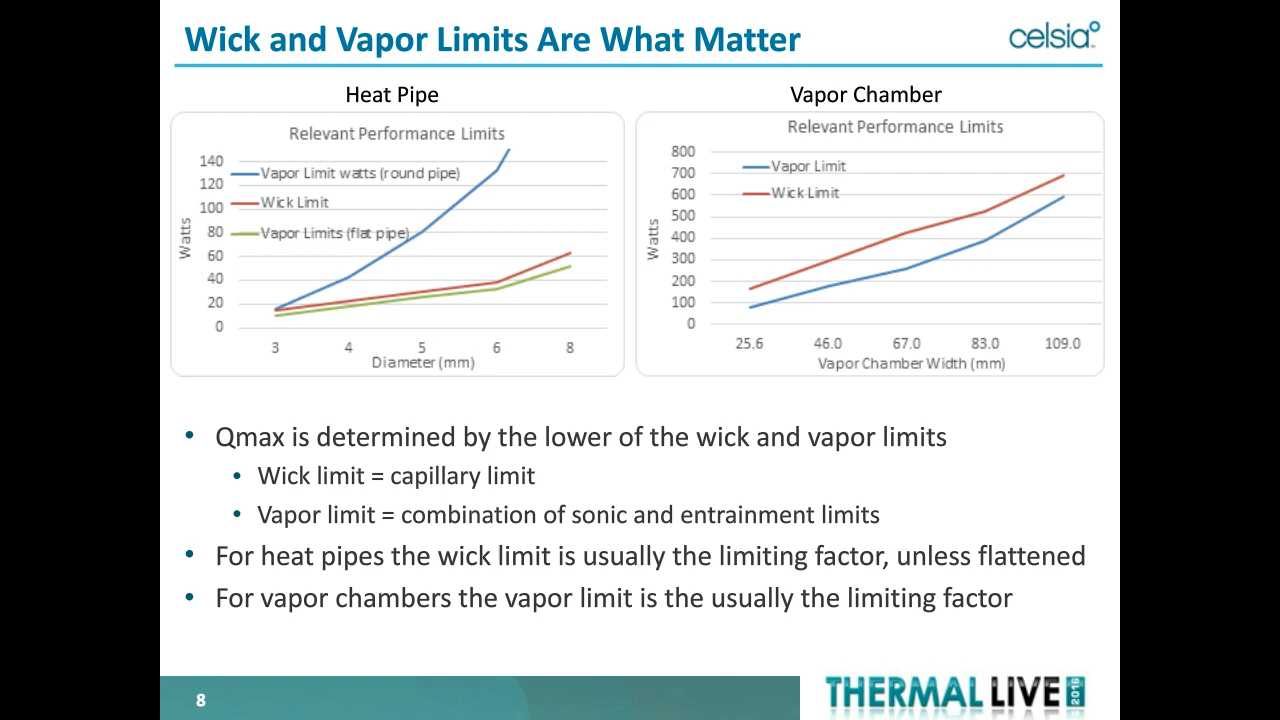 Wick and Vapor Limits Are What Matter
celsia™
Heat Pipe
Relevant Performance Limits
140
120
100
80
60
40
20
0
Watts
Vapor Limit watts (round pipe)
Wick Limit
Vapor Limits (flat pipe)
3 4 5 6 8
Diameter (mm)
Vapor Chamber
Relevant Performance Limits
800
700
600
500
400
300
200
100
0
Watts
Vapor Limit
Wick Limit
25.6 46.0 67.0 83.0 109.0
Vapor Chamber Width (mm)
• Qmax is determined by the lower of the wick and vapor limits
• Wick limit = capillary limit
• Vapor limit = combination of sonic and entrainment limits
• For heat pipes the wick limit is usually the limiting factor, unless flattened
• For vapor chambers the vapor limit is the usually the limiting factor
8
THERMAL LIVE 2016